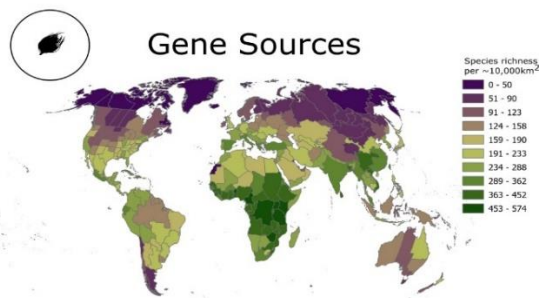 Gene Sources
Species richness
per ~10,000km²
0 - 50
51 - 90
91 - 123
124 - 158
159 - 190
191 - 233
234 - 288
289 - 362
363 - 452
453 - 574